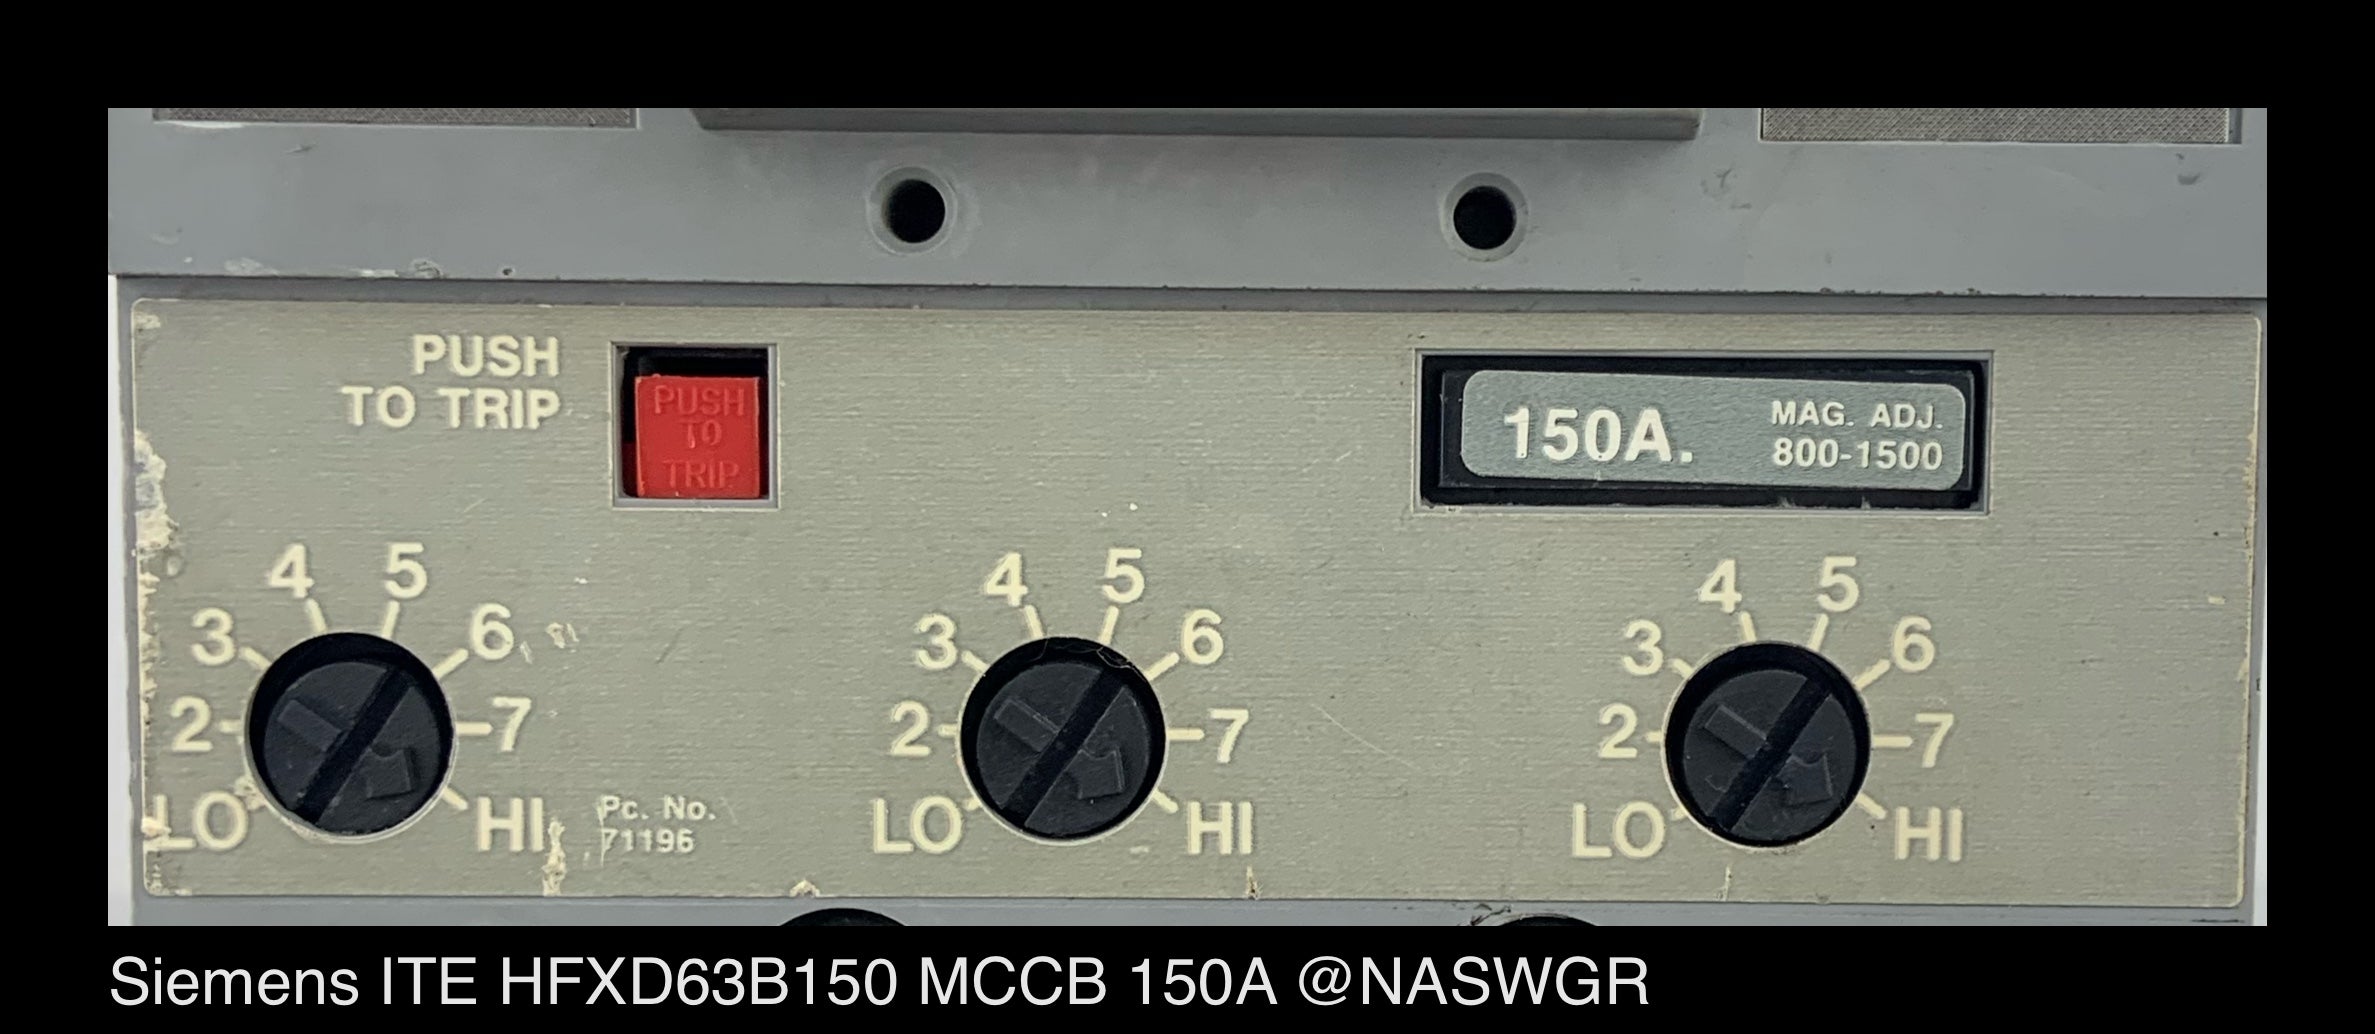 PUSH
TO TRIP
PUSH
TO
TRIP
150A.
MAG. ADJ.
800-1500
LO 2 3 4 5 6 7 HI
Pc. No.
71196
LO 2 3 4 5 6 7 HI
LO 2 3 4 5 6 7 HI
Siemens ITE HFXD63B150 MCCB 150A @NASWGR